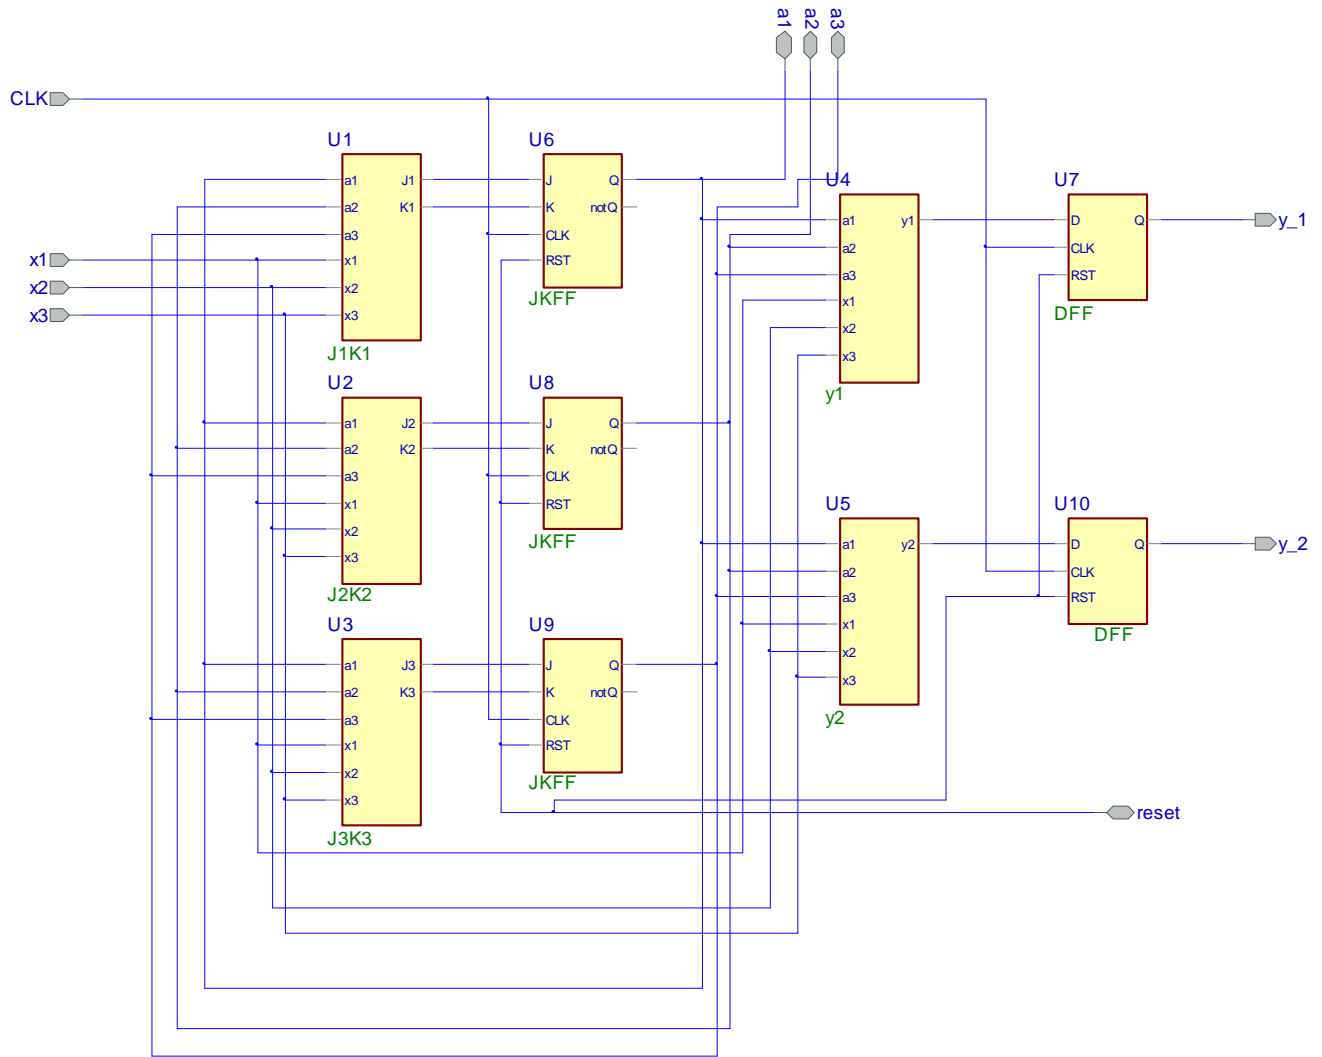 a1 a2 a3
CLK
U1
a1 J1
a2 K1
a3
x1
x2
x3
J1K1
U6
J Q
K notQ
CLK
RST
JKFF
U4
a1 y1
a2
a3
x1
x2
x3
y1
U7
D Q
CLK
RST
DFF
y_1
x1
x2
x3
U2
a1 J2
a2 K2
a3
x1
x2
x3
J2K2
U8
J Q
K notQ
CLK
RST
JKFF
U5
a1 y2
a2
a3
x1
x2
x3
y2
U10
D Q
CLK
RST
DFF
y_2
U3
a1 J3
a2 K3
a3
x1
x2
x3
J3K3
U9
J Q
K notQ
CLK
RST
JKFF
reset